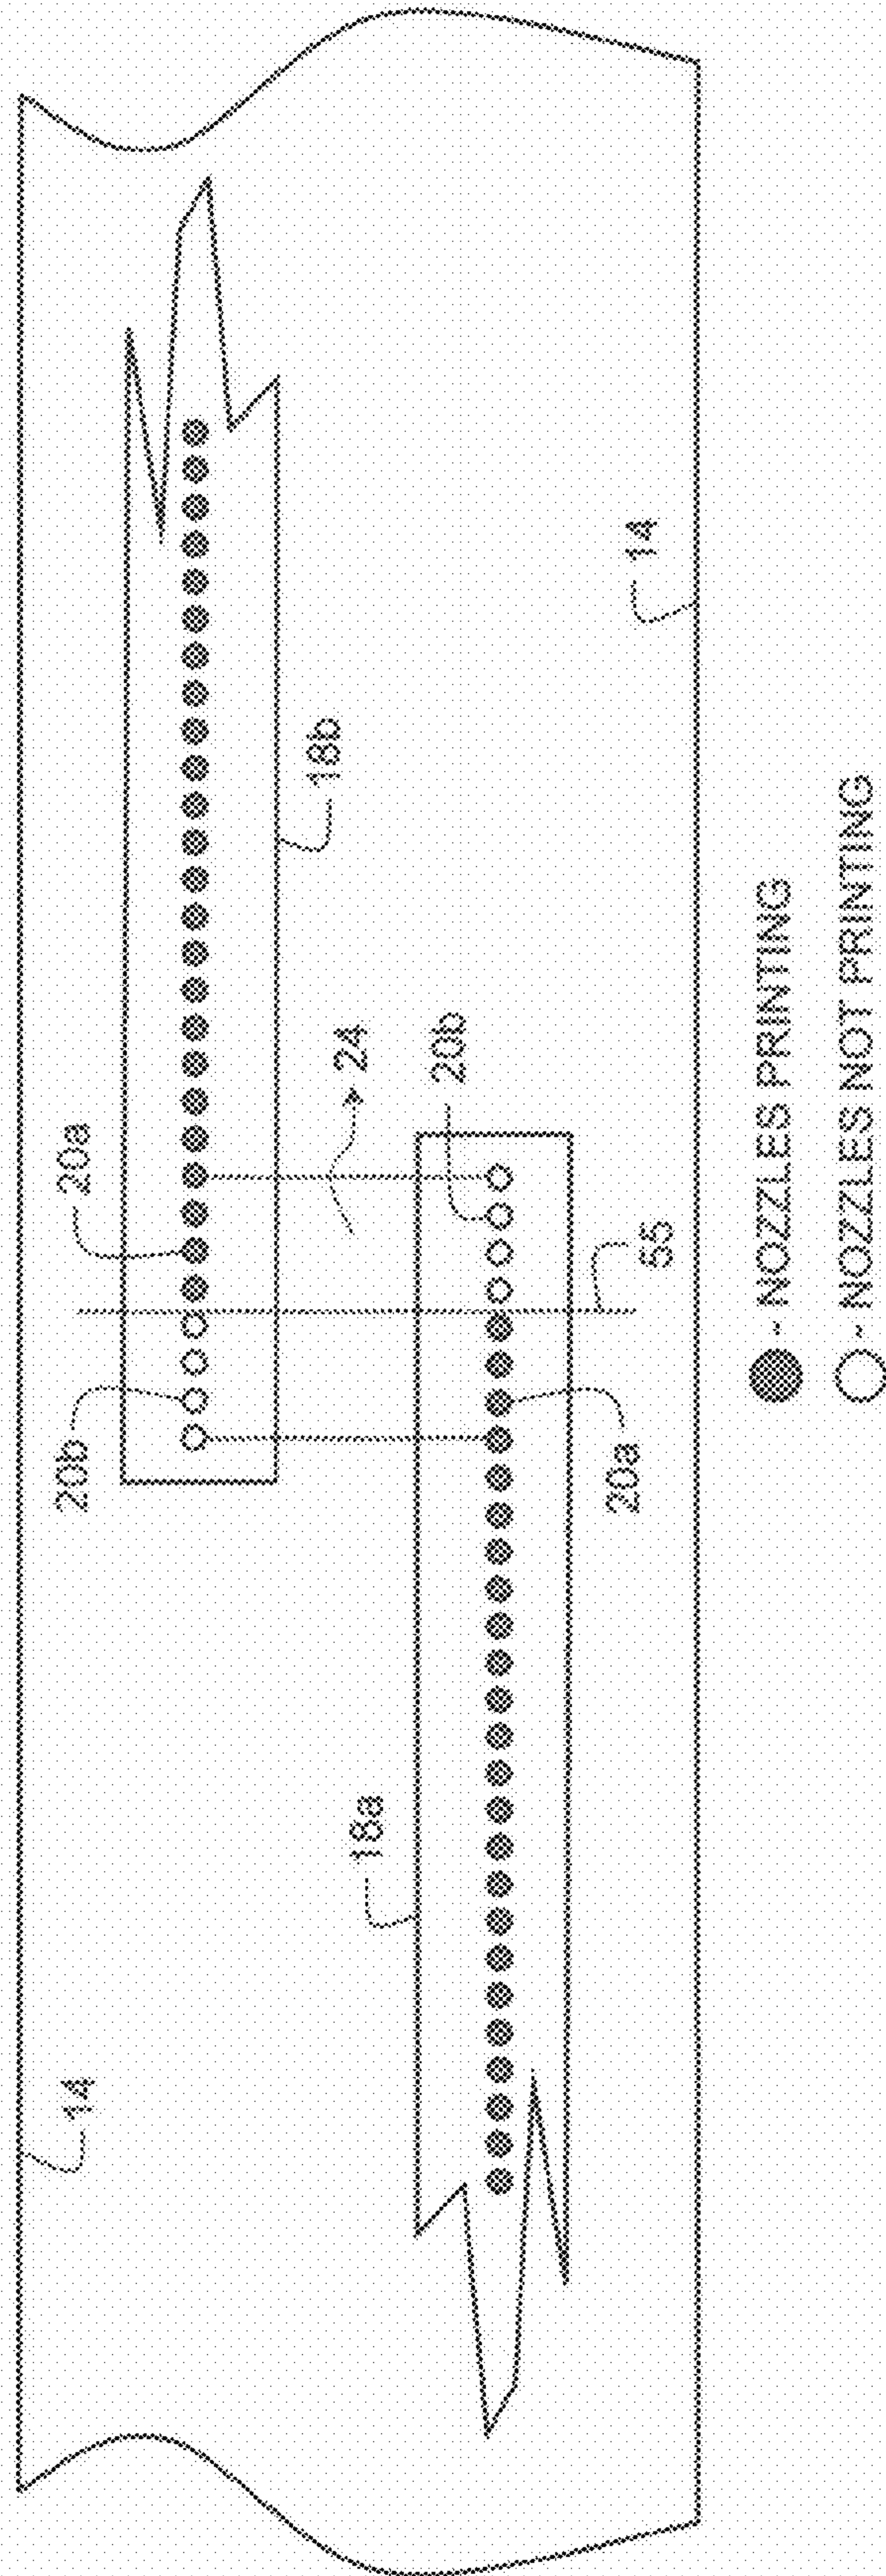 14
20b
20a
18b
18a
24
20b
14
20a
55
● ~ NOZZLES PRINTING
○ ~ NOZZLES NOT PRINTING